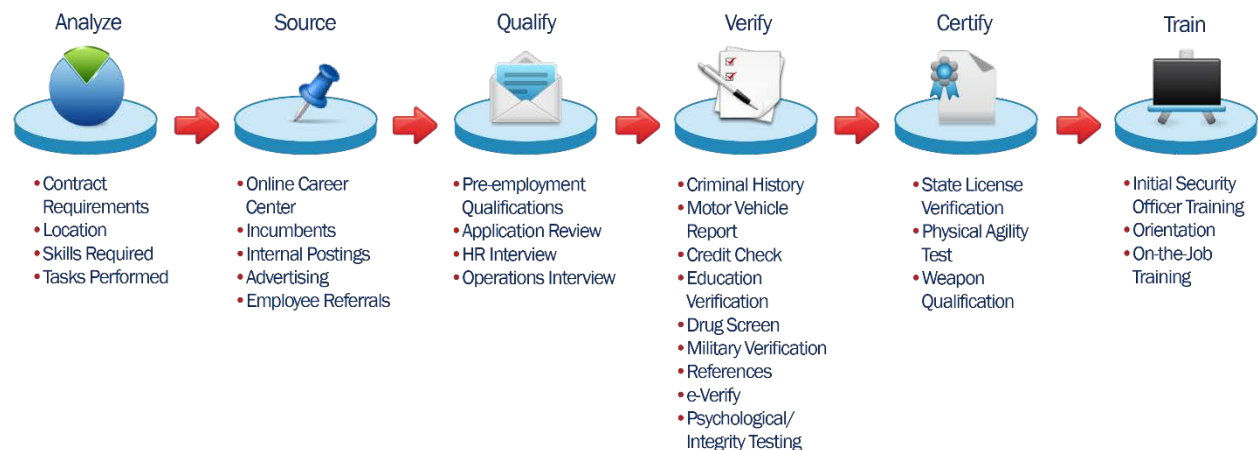 Analyze
Source
Qualify
Verify
Certify
Train
• Contract
Requirements
• Location
• Skills Required
• Tasks Performed
• Online Career
Center
• Incumbents
• Internal Postings
• Advertising
• Employee Referrals
• Pre-employment
Qualifications
• Application Review
• HR Interview
• Operations Interview
• Criminal History
• Motor Vehicle
Report
• Credit Check
• Education
Verification
• Drug Screen
• Military Verification
• References
• e-Verify
• Psychological/
Integrity Testing
• State License
Verification
• Physical Agility
Test
• Weapon
Qualification
• Initial Security
Officer Training
• Orientation
• On-the-Job
Training